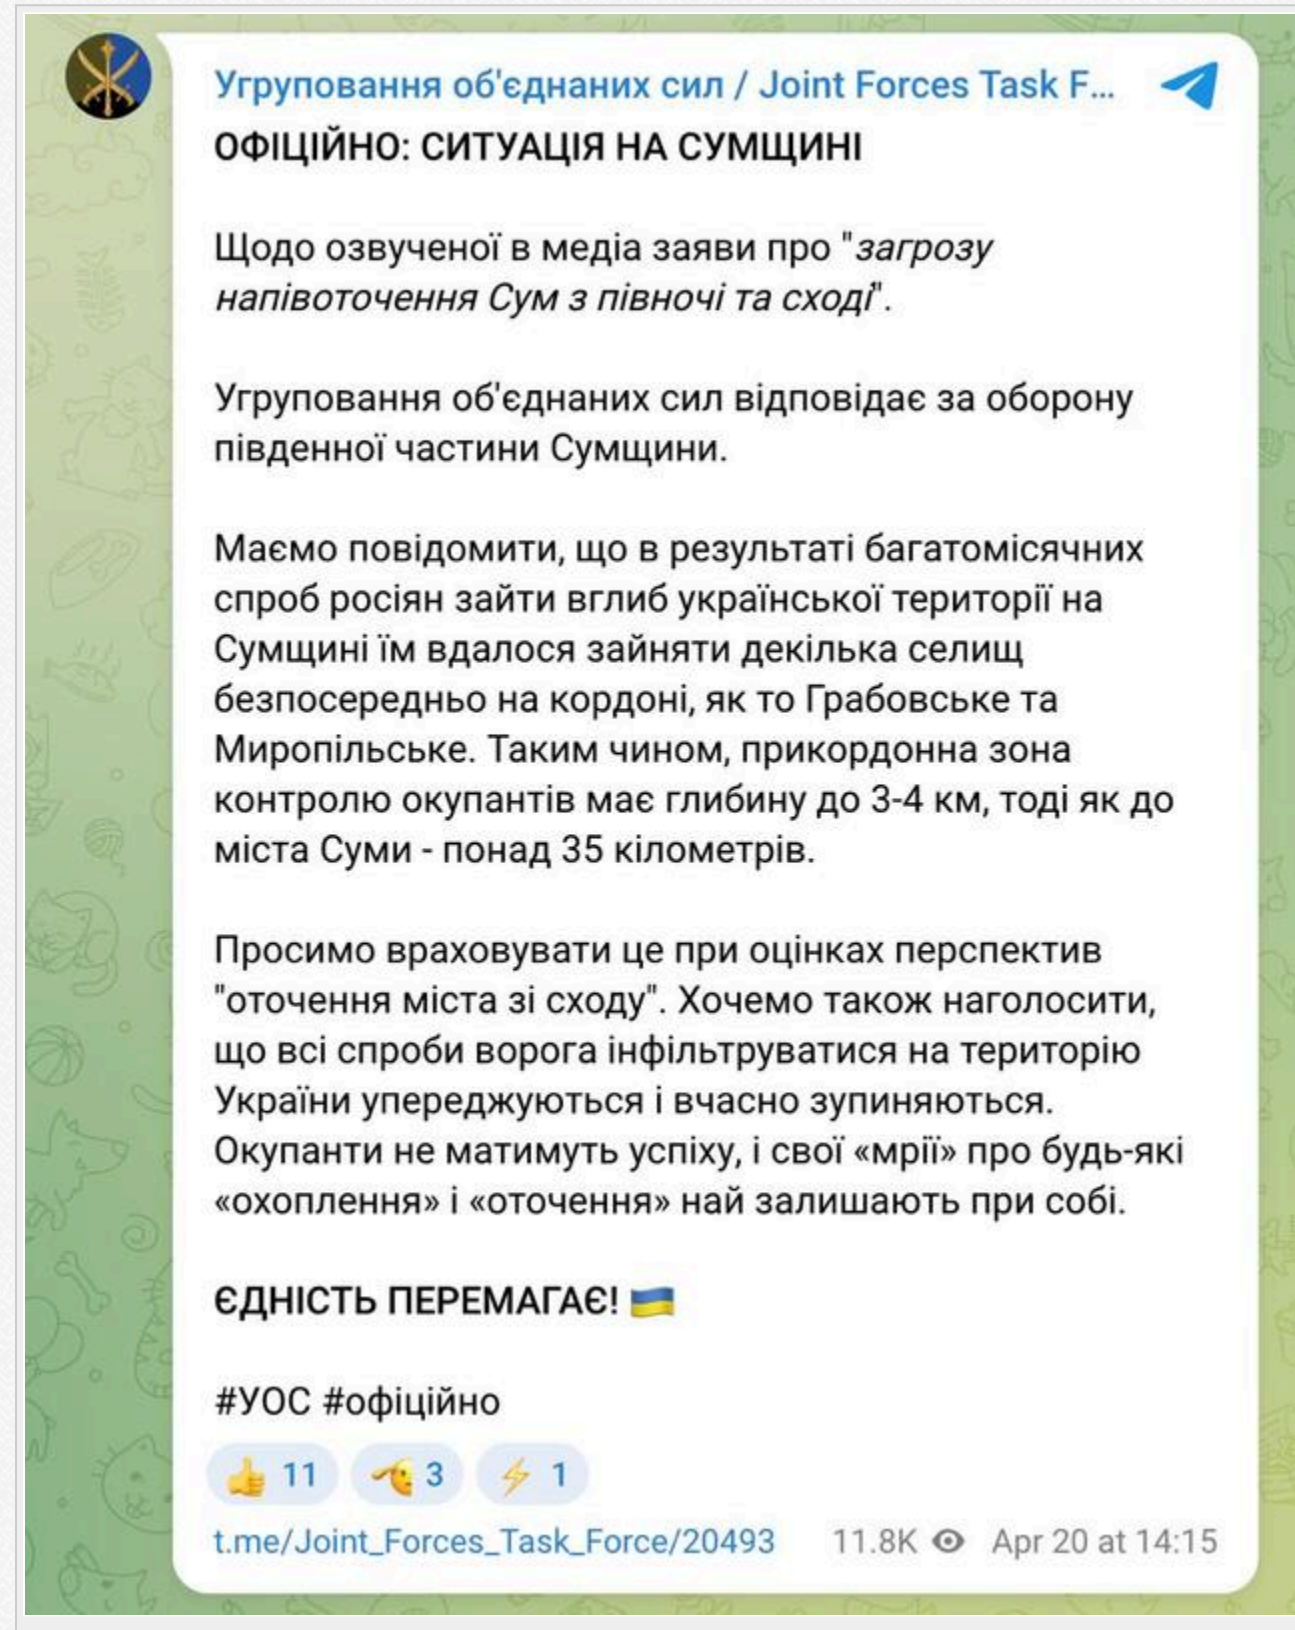 Угруповання об'єднаних сил / Joint Forces Task F...
ОФІЦІЙНО: СИТУАЦІЯ НА СУМЩИНІ
Щодо озвученої в медіа заяви про "загрозу
напівоточення Сум з півночі та сході".
Угруповання об'єднаних сил відповідає за оборону
південної частини Сумщини.
Маємо повідомити, що в результаті багатомісячних
спроб росіян зайти вглиб української території на
Сумщині їм вдалося зайняти декілька селищ
безпосередньо на кордоні, як то Грабовське та
Миропільське. Таким чином, прикордонна зона
контролю окупантів має глибину до 3-4 км, тоді як до
міста Суми - понад 35 кілометрів.
Просимо враховувати це при оцінках перспектив
"оточення міста зі сходу". Хочемо також наголосити,
що всі спроби ворога інфільтруватися на територію
України упереджуються і вчасно зупиняються.
Окупанти не матимуть успіху, і свої «мрії» про будь-які
«охоплення» і «оточення» най залишають при собі.
ЄДНІСТЬ ПЕРЕМАГАЄ! 🇺🇦
#УОС #офіційно
👍 11 🫡 3 ⚡ 1
t.me/Joint_Forces_Task_Force/20493 11.8K Apr 20 at 14:15